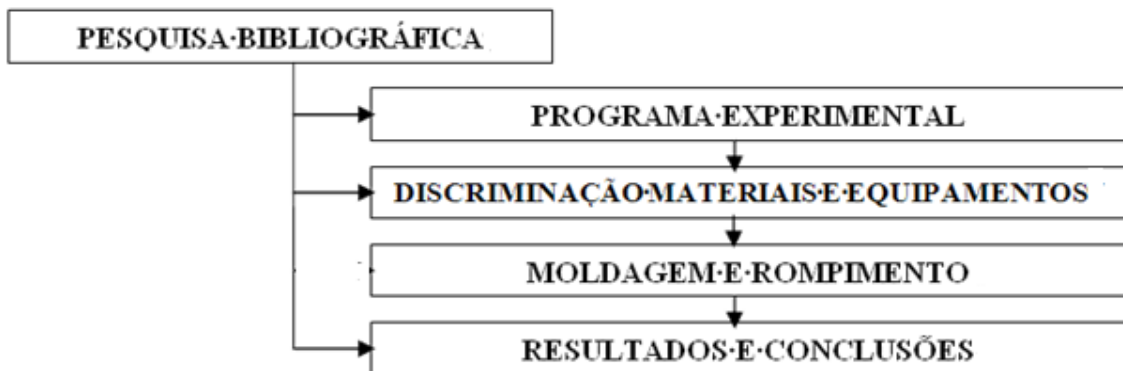 PESQUISA·BIBLIOGRÁFICA
PROGRAMA·EXPERIMENTAL
DISCRIMINAÇÃO·MATERIAIS·E·EQUIPAMENTOS
MOLDAGEM·E·ROMPIMENTO
RESULTADOS·E·CONCLUSÕES